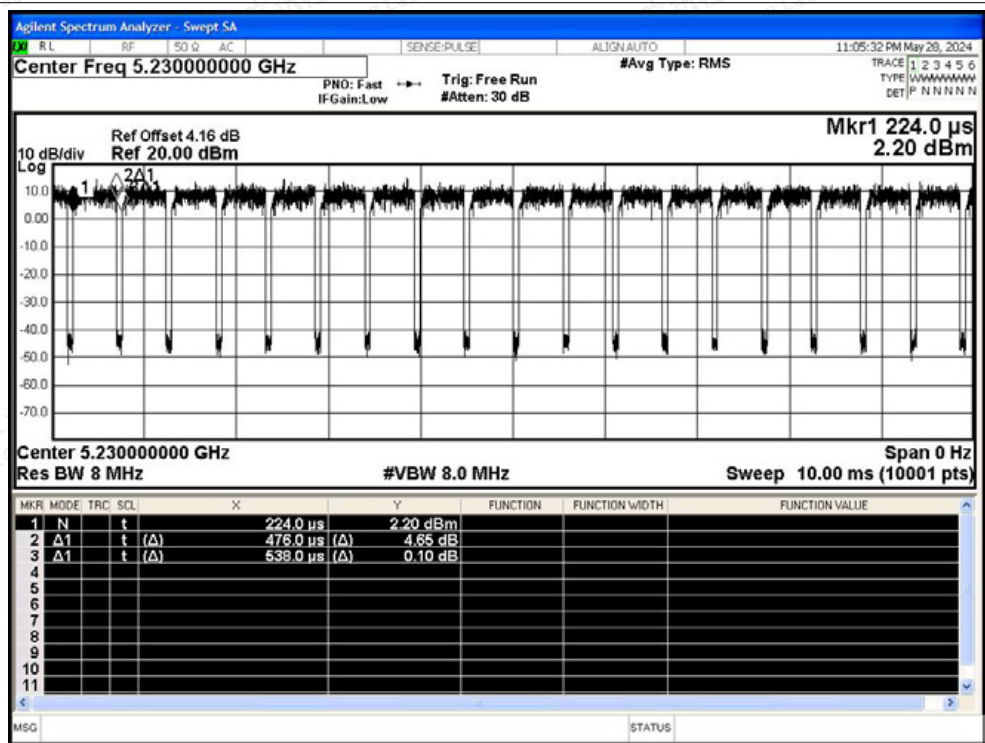 Agilent Spectrum Analyzer - Swept SA
RL RF 50 Ω AC SENSE:PULSE ALIGN AUTO 11:05:32 PM May 28, 2024
Center Freq 5.230000000 GHz #Avg Type: RMS TRACE 1 2 3 4 5 6
PNO: Fast Trig: Free Run TYPE
IFGain:Low #Atten: 30 dB DET P N N N N N
Mkr1 224.0 µs
Ref Offset 4.16 dB
10 dB/div Ref 20.00 dBm 2.20 dBm
Log
1 2Δ1
10.0
0.00
-10.0
-20.0
-30.0
-40.0
-50.0
-60.0
-70.0
Center 5.230000000 GHz Span 0 Hz
Res BW 8 MHz #VBW 8.0 MHz Sweep 10.00 ms (10001 pts)
MKR MODE TRC SCL X Y FUNCTION FUNCTION WIDTH FUNCTION VALUE
1 N t 224.0 µs 2.20 dBm
2 Δ1 t (Δ) 476.0 µs (Δ) 4.65 dB
3 Δ1 t (Δ) 538.0 µs (Δ) 0.10 dB
4
5
6
7
8
9
10
11
MSG STATUS